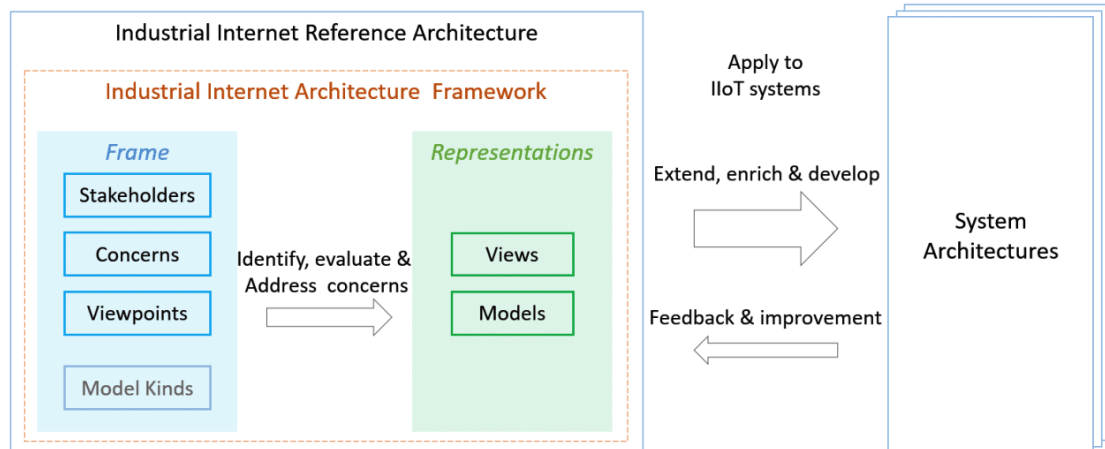 Industrial Internet Reference Architecture
Industrial Internet Architecture Framework
Frame
Stakeholders
Concerns
Viewpoints
Model Kinds
Identify, evaluate &
Address concerns
Representations
Views
Models
Apply to
IIoT systems
Extend, enrich & develop
Feedback & improvement
System
Architectures